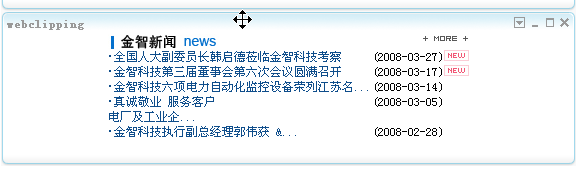 webclipping
金智新闻 news
+ MORE +
·全国人大副委员长韩启德莅临金智科技考察 (2008-03-27) NEW
·金智科技第三届董事会第六次会议圆满召开 (2008-03-17) NEW
·金智科技六项电力自动化监控设备荣列江苏名... (2008-03-14)
·真诚敬业 服务客户 (2008-03-05)
电厂及工业企...
·金智科技执行副总经理郭伟获 &... (2008-02-28)